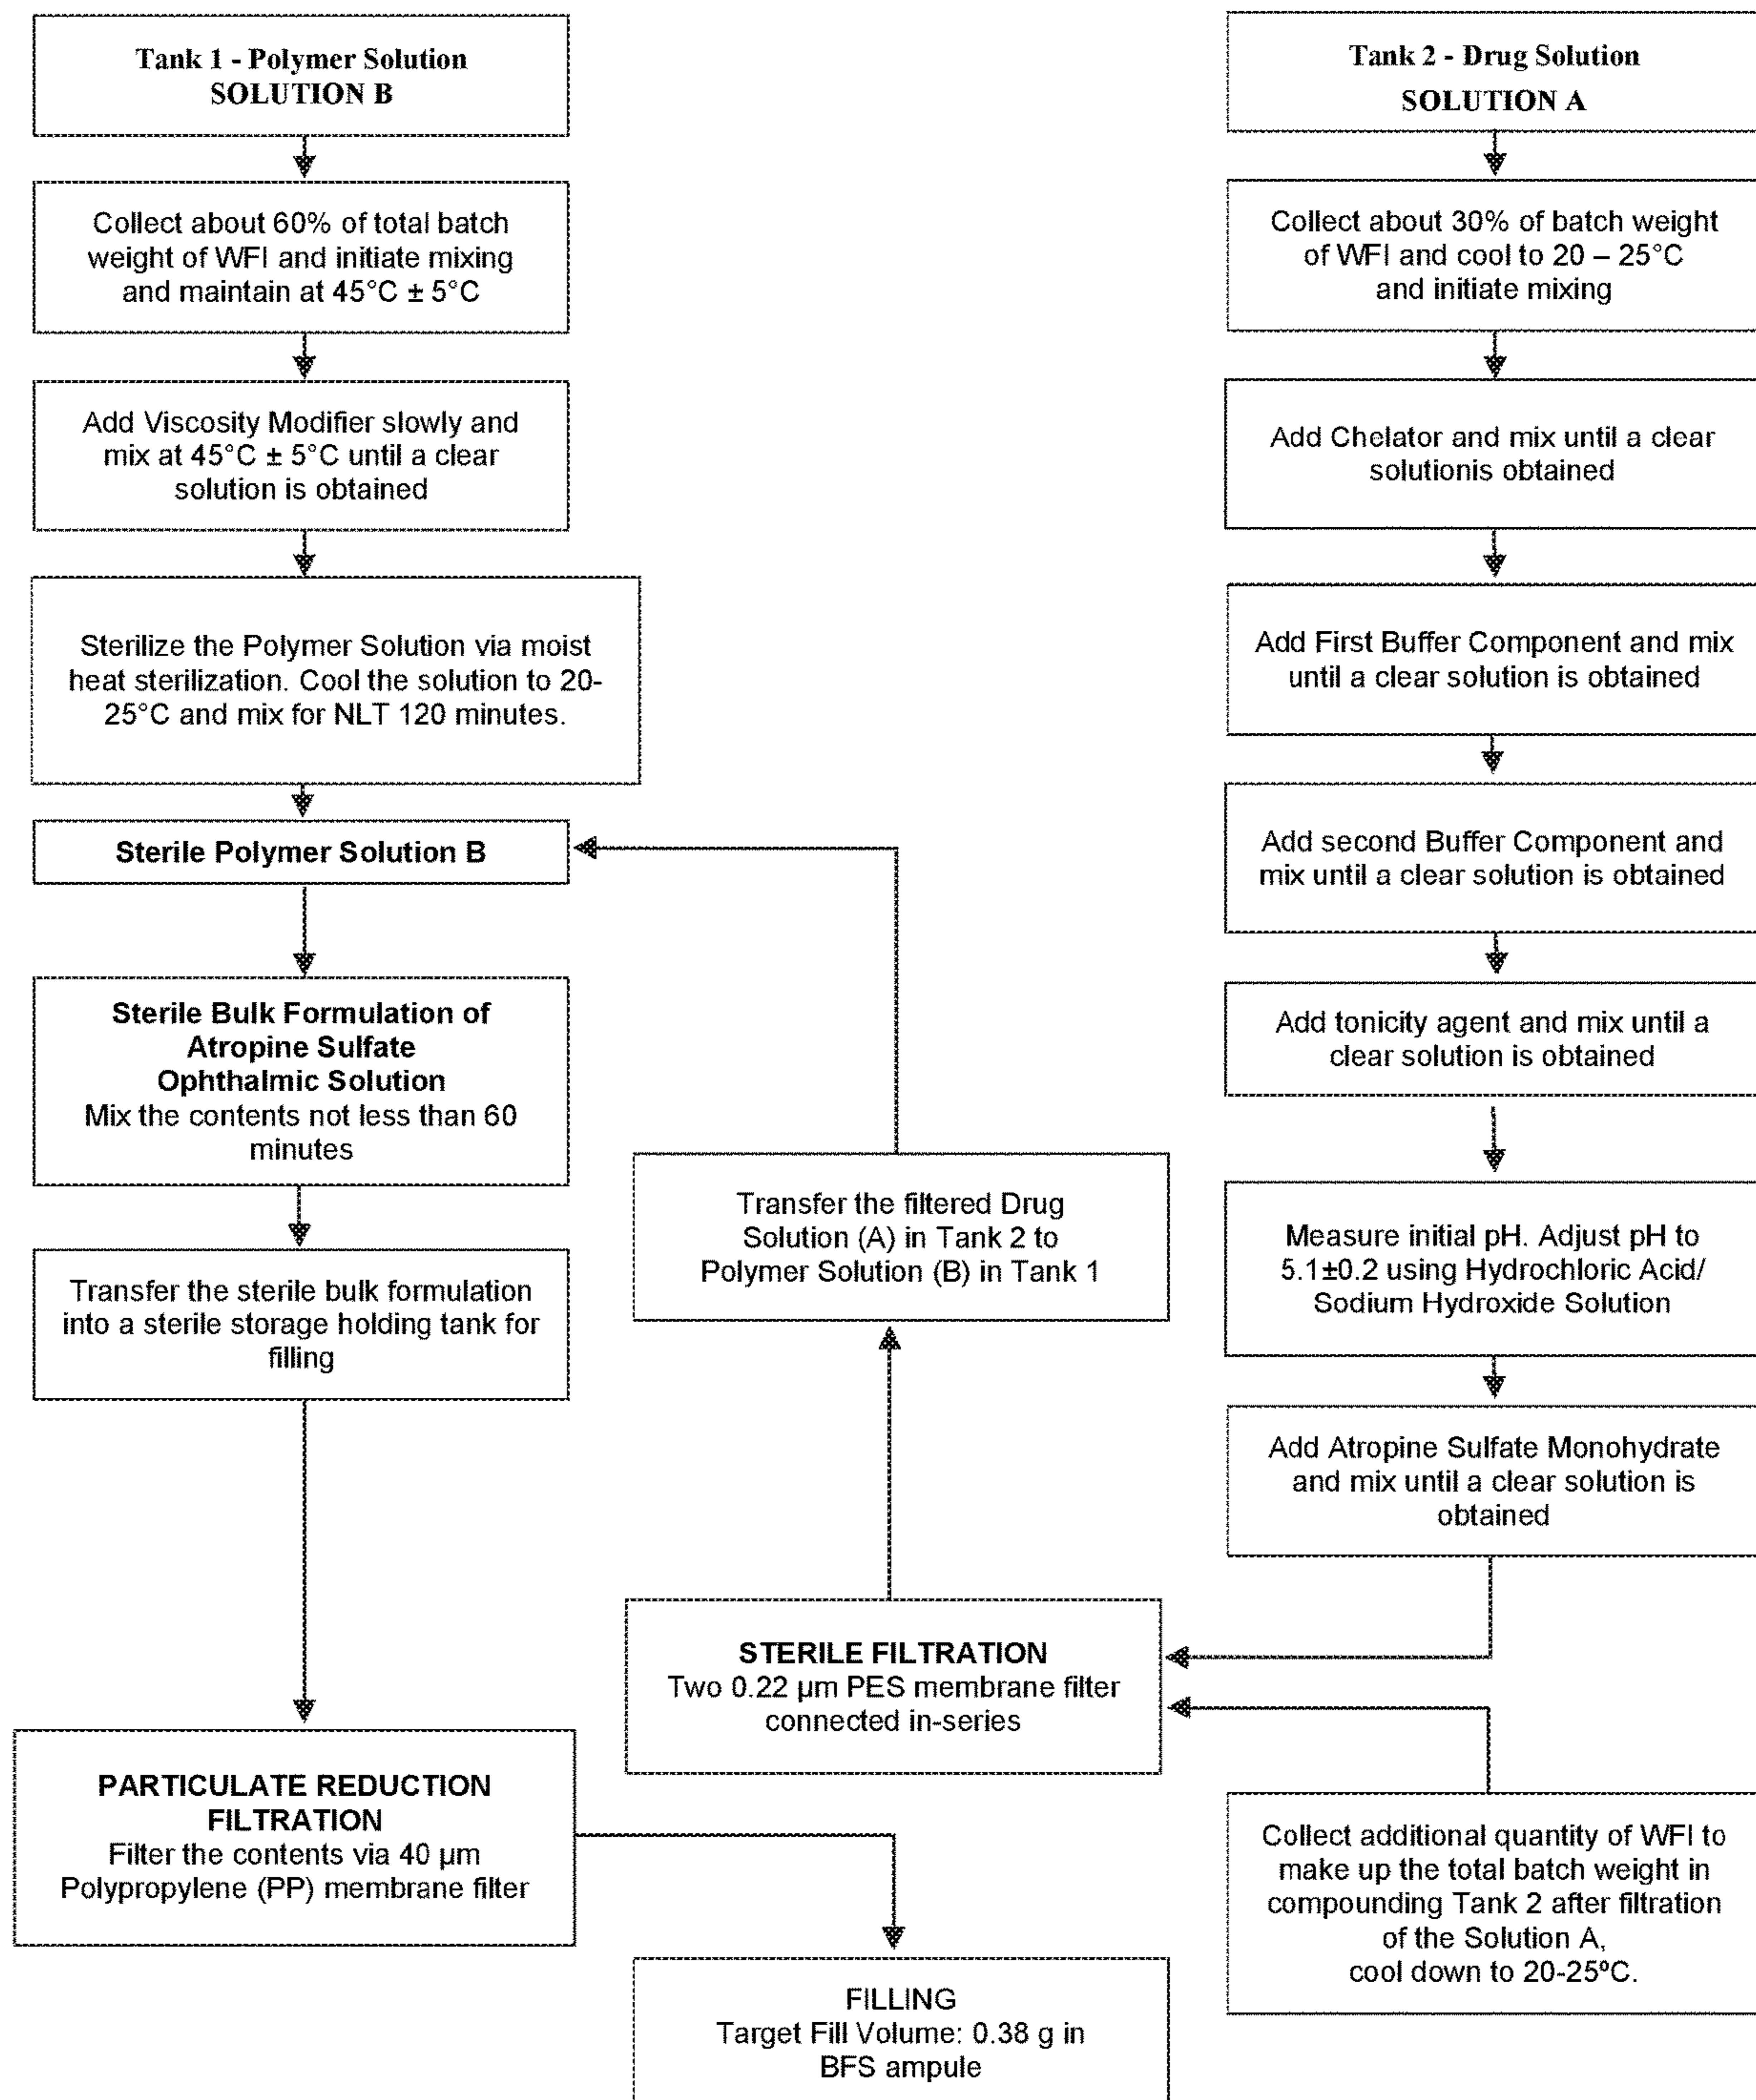 Tank 1 - Polymer Solution
SOLUTION B
Collect about 60% of total batch
weight of WFI and initiate mixing
and maintain at 45°C ± 5°C
Add Viscosity Modifier slowly and
mix at 45°C ± 5°C until a clear
solution is obtained
Sterilize the Polymer Solution via moist
heat sterilization. Cool the solution to 20-
25°C and mix for NLT 120 minutes.
Sterile Polymer Solution B
Sterile Bulk Formulation of
Atropine Sulfate
Ophthalmic Solution
Mix the contents not less than 60
minutes
Transfer the sterile bulk formulation
into a sterile storage holding tank for
filling
PARTICULATE REDUCTION
FILTRATION
Filter the contents via 40 µm
Polypropylene (PP) membrane filter
Tank 2 - Drug Solution
SOLUTION A
Collect about 30% of batch weight
of WFI and cool to 20 – 25°C
and initiate mixing
Add Chelator and mix until a clear
solutionis obtained
Add First Buffer Component and mix
until a clear solution is obtained
Add second Buffer Component and
mix until a clear solution is obtained
Add tonicity agent and mix until a
clear solution is obtained
Measure initial pH. Adjust pH to
5.1±0.2 using Hydrochloric Acid/
Sodium Hydroxide Solution
Add Atropine Sulfate Monohydrate
and mix until a clear solution is
obtained
Collect additional quantity of WFI to
make up the total batch weight in
compounding Tank 2 after filtration
of the Solution A,
cool down to 20-25ºC.
STERILE FILTRATION
Two 0.22 µm PES membrane filter
connected in-series
Transfer the filtered Drug
Solution (A) in Tank 2 to
Polymer Solution (B) in Tank 1
FILLING
Target Fill Volume: 0.38 g in
BFS ampule